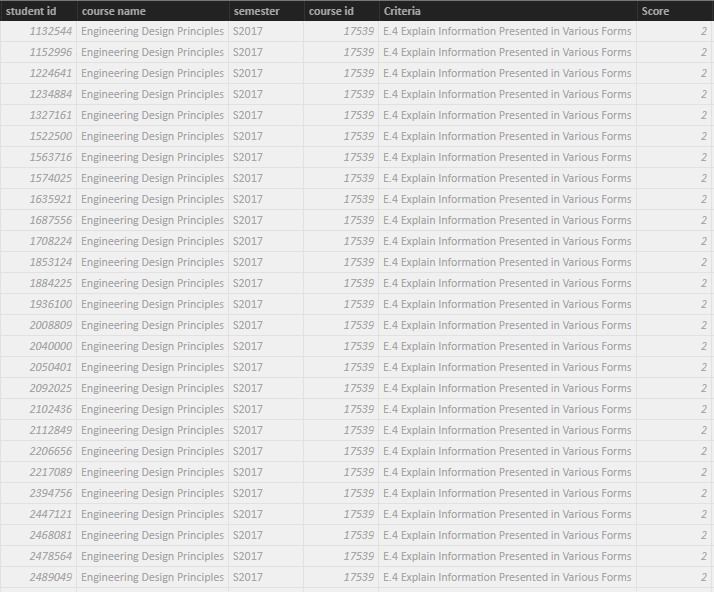 student id course name semester course id Criteria Score
1132544 Engineering Design Principles S2017 17539 E.4 Explain Information Presented in Various Forms 2
1152996 Engineering Design Principles S2017 17539 E.4 Explain Information Presented in Various Forms 2
1224641 Engineering Design Principles S2017 17539 E.4 Explain Information Presented in Various Forms 2
1234884 Engineering Design Principles S2017 17539 E.4 Explain Information Presented in Various Forms 2
1327161 Engineering Design Principles S2017 17539 E.4 Explain Information Presented in Various Forms 2
1522500 Engineering Design Principles S2017 17539 E.4 Explain Information Presented in Various Forms 2
1563716 Engineering Design Principles S2017 17539 E.4 Explain Information Presented in Various Forms 2
1574025 Engineering Design Principles S2017 17539 E.4 Explain Information Presented in Various Forms 2
1635921 Engineering Design Principles S2017 17539 E.4 Explain Information Presented in Various Forms 2
1687556 Engineering Design Principles S2017 17539 E.4 Explain Information Presented in Various Forms 2
1708224 Engineering Design Principles S2017 17539 E.4 Explain Information Presented in Various Forms 2
1853124 Engineering Design Principles S2017 17539 E.4 Explain Information Presented in Various Forms 2
1884225 Engineering Design Principles S2017 17539 E.4 Explain Information Presented in Various Forms 2
1936100 Engineering Design Principles S2017 17539 E.4 Explain Information Presented in Various Forms 2
2008809 Engineering Design Principles S2017 17539 E.4 Explain Information Presented in Various Forms 2
2040000 Engineering Design Principles S2017 17539 E.4 Explain Information Presented in Various Forms 2
2050401 Engineering Design Principles S2017 17539 E.4 Explain Information Presented in Various Forms 2
2092025 Engineering Design Principles S2017 17539 E.4 Explain Information Presented in Various Forms 2
2102436 Engineering Design Principles S2017 17539 E.4 Explain Information Presented in Various Forms 2
2112849 Engineering Design Principles S2017 17539 E.4 Explain Information Presented in Various Forms 2
2206656 Engineering Design Principles S2017 17539 E.4 Explain Information Presented in Various Forms 2
2217089 Engineering Design Principles S2017 17539 E.4 Explain Information Presented in Various Forms 2
2394756 Engineering Design Principles S2017 17539 E.4 Explain Information Presented in Various Forms 2
2447121 Engineering Design Principles S2017 17539 E.4 Explain Information Presented in Various Forms 2
2468081 Engineering Design Principles S2017 17539 E.4 Explain Information Presented in Various Forms 2
2478564 Engineering Design Principles S2017 17539 E.4 Explain Information Presented in Various Forms 2
2489049 Engineering Design Principles S2017 17539 E.4 Explain Information Presented in Various Forms 2